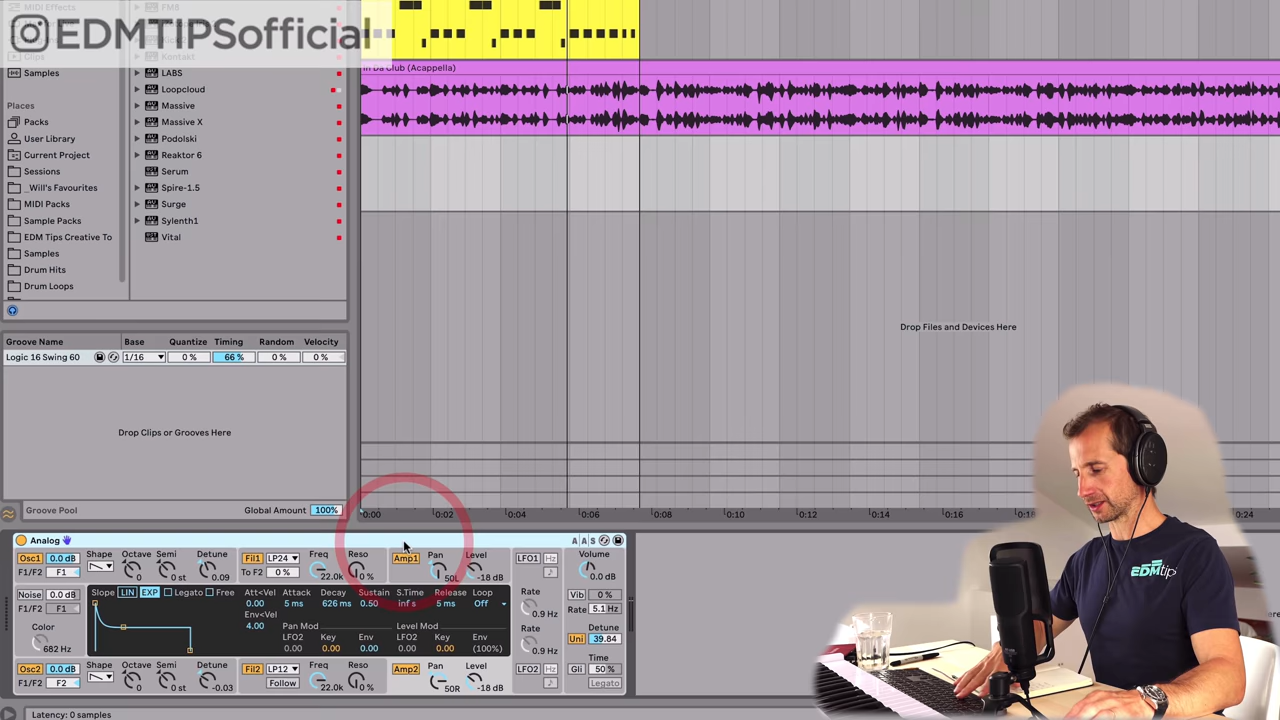 EDMTIPSofficial
MIDI Effects
FM8
Clips
Kontakt
Samples
LABS
Loopcloud
Places
Massive
Packs
Massive X
User Library
Podolski
Current Project
Reaktor 6
Sessions
Serum
_Will's Favourites
Spire-1.5
MIDI Packs
Surge
Sample Packs
Sylenth1
EDM Tips Creative To
Vital
Samples
Drum Hits
Drum Loops
In Da Club (Acappella)
Drop Files and Devices Here
Groove Name Base Quantize Timing Random Velocity
Logic 16 Swing 60 1/16 0 % 66 % 0 % 0 %
Drop Clips or Grooves Here
Groove Pool Global Amount 100%
0:00 0:02 0:04 0:06 0:08 0:10 0:12 0:14 0:16 0:18 0:24
Analog A A S
Osc1 0.0 dB Shape Octave Semi Detune Fil1 LP24 Freq Reso Amp1 Pan Level LFO1 Hz Volume
F1/F2 F1 0 0 st 0.09 To F2 0 % 22.0k 0 % 50L -18 dB 0.0 dB
Noise 0.0 dB Slope LIN EXP Legato Free Att<Vel Attack Decay Sustain S.Time Release Loop Rate Vib 0 %
F1/F2 F1 0.00 5 ms 626 ms 0.50 inf s 5 ms Off 0.9 Hz Rate 5.1 Hz
Color Env<Vel Pan Mod Level Mod Detune
682 Hz 4.00 LFO2 Key Env LFO2 Key Env Rate Uni 39.84
0.00 0.00 0.00 0.00 0.00 (100%) 0.9 Hz Time
Osc2 0.0 dB Shape Octave Semi Detune Fil2 LP12 Freq Reso Amp2 Pan Level LFO2 Hz Gli 50 %
F1/F2 F2 0 0 st -0.03 Follow 22.0k 0 % 50R -18 dB Legato
Latency: 0 samples
EDMtips